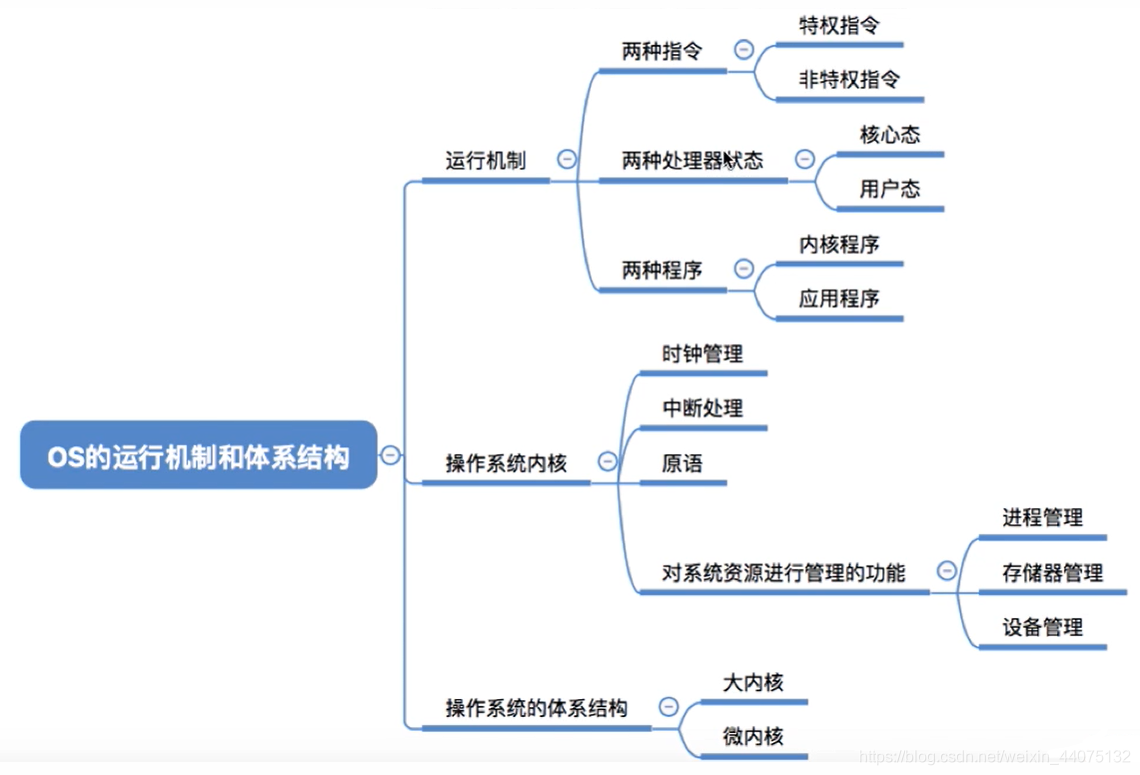 OS的运行机制和体系结构
运行机制
两种指令
特权指令
非特权指令
两种处理器状态
核心态
用户态
两种程序
内核程序
应用程序
操作系统内核
时钟管理
中断处理
原语
对系统资源进行管理的功能
进程管理
存储器管理
设备管理
操作系统的体系结构
大内核
微内核
https://blog.csdn.net/weixin_44075132